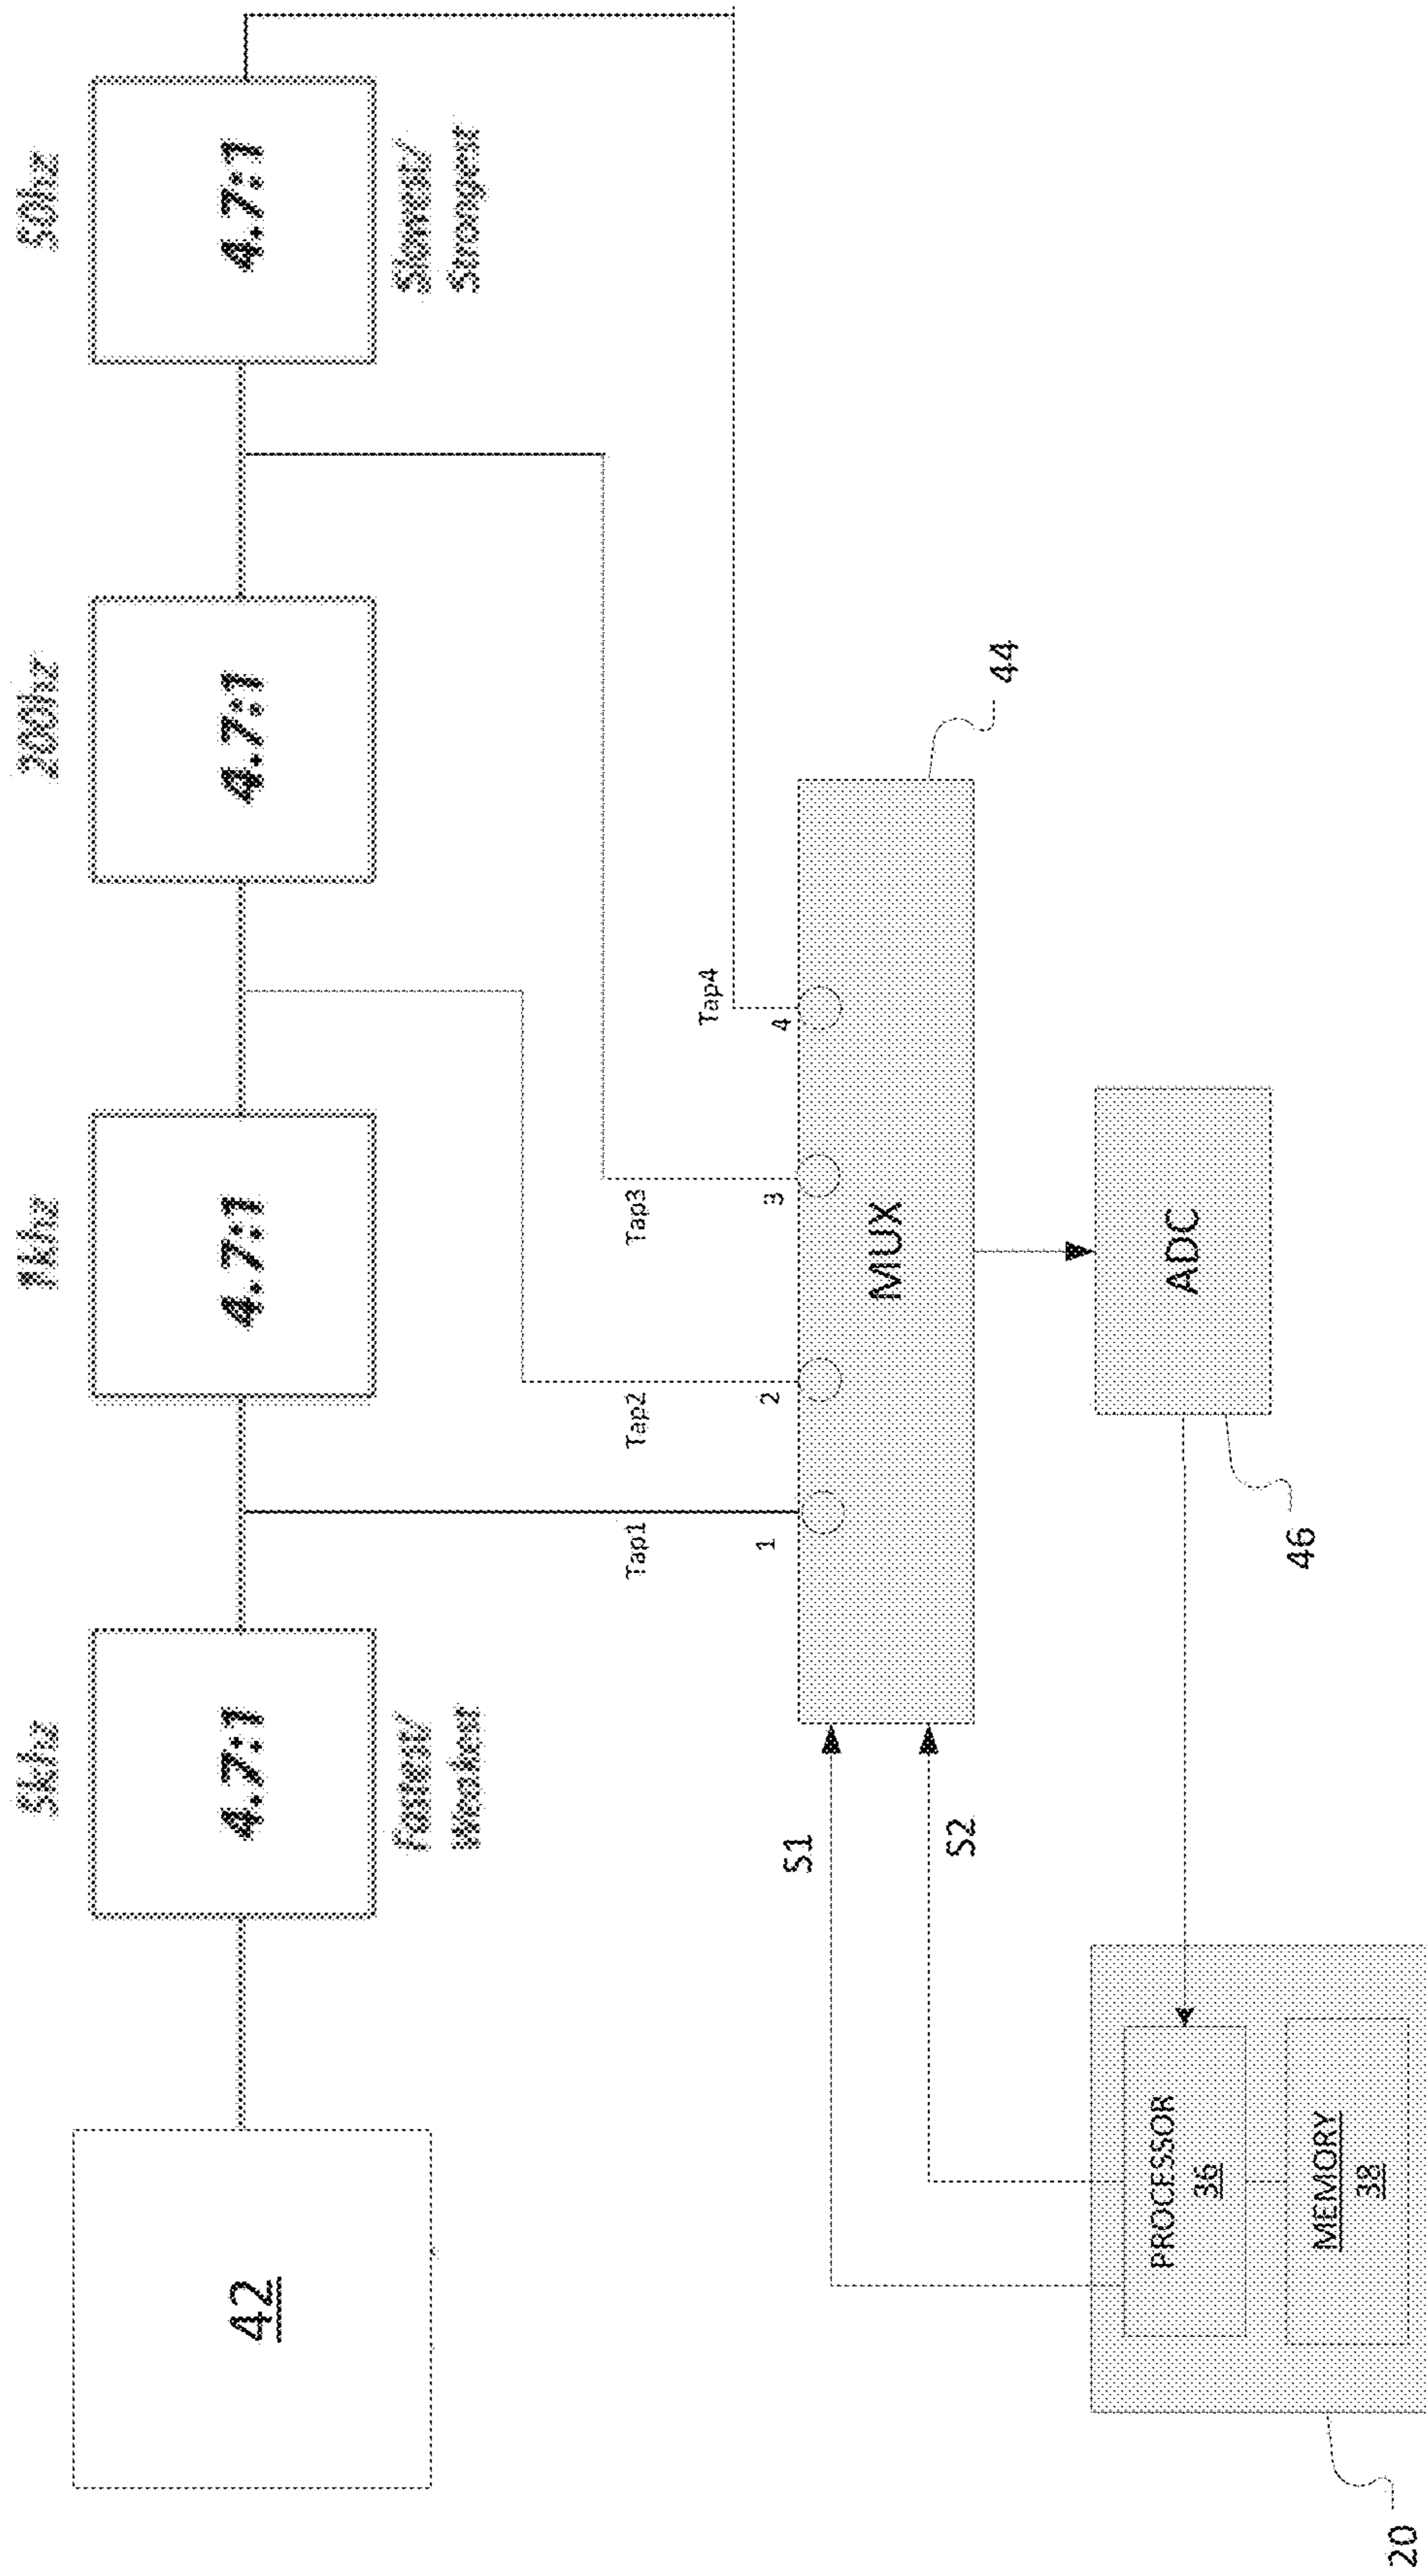 5khz
1khz
200hz
50hz
42
4.7:1
4.7:1
4.7:1
4.7:1
Fastest/
Weakest
Slowest/
Strongest
Tap1
Tap2
Tap3
Tap4
1
2
3
4
S1
S2
MUX
44
PROCESSOR
36
MEMORY
38
ADC
46
20